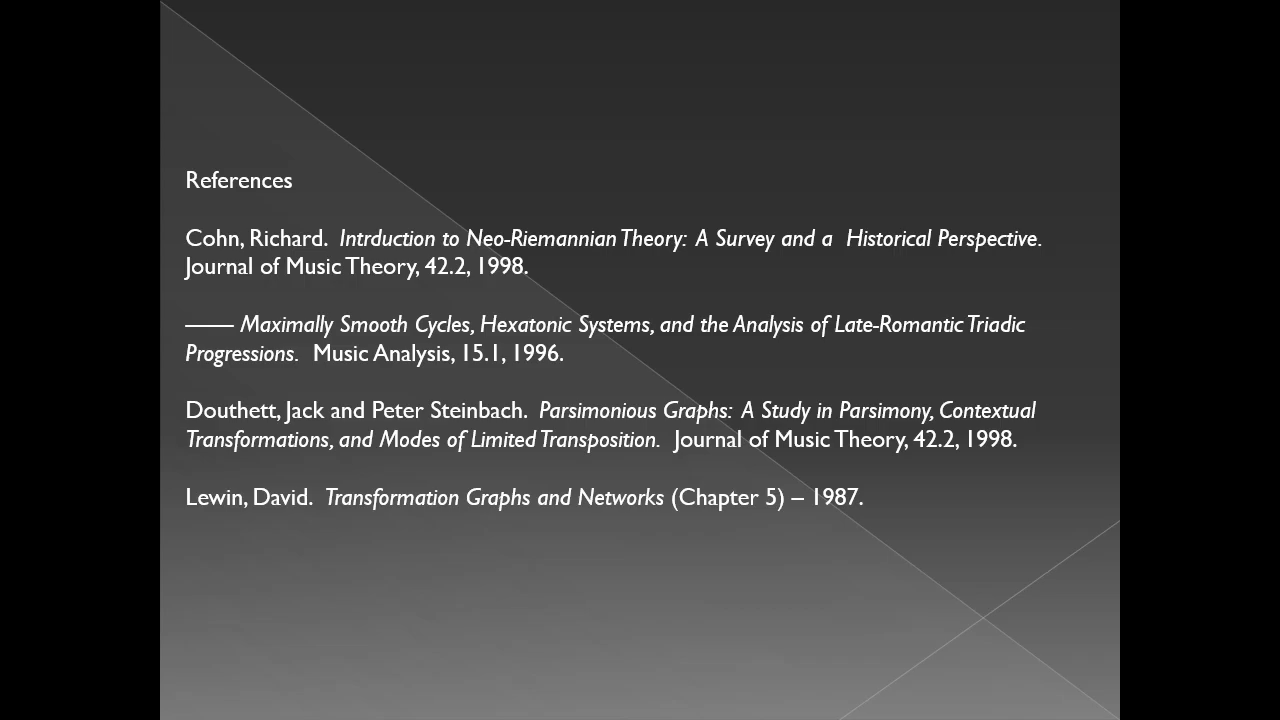 References
Cohn, Richard.  Intrduction to Neo-Riemannian Theory:  A Survey and a  Historical Perspective.
Journal of Music Theory, 42.2, 1998.
—— Maximally Smooth Cycles, Hexatonic Systems, and the Analysis of Late-Romantic Triadic
Progressions.  Music Analysis, 15.1, 1996.
Douthett, Jack and Peter Steinbach.  Parsimonious Graphs:  A Study in Parsimony, Contextual
Transformations, and Modes of Limited Transposition.  Journal of Music Theory, 42.2, 1998.
Lewin, David.  Transformation Graphs and Networks (Chapter 5) – 1987.